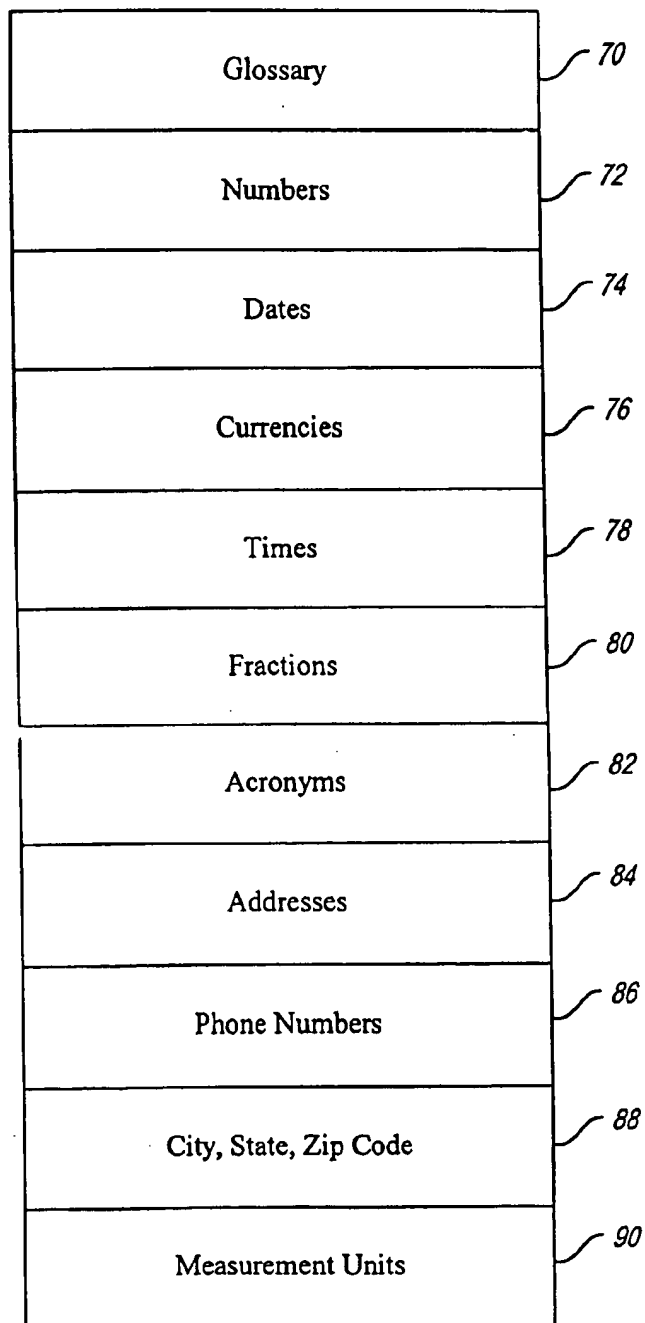 Glossary 70
Numbers 72
Dates 74
Currencies 76
Times 78
Fractions 80
Acronyms 82
Addresses 84
Phone Numbers 86
City, State, Zip Code 88
Measurement Units 90